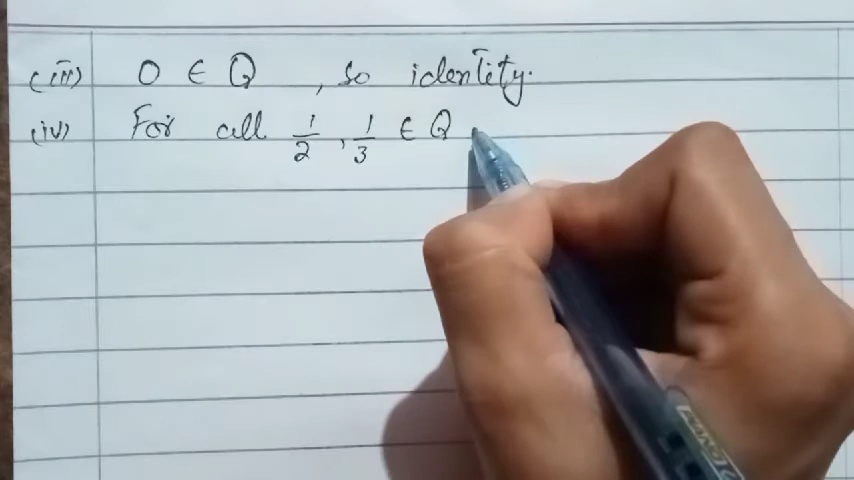 (iii) 0 ∈ Q , so identity.
(iv) For all 1/2 , 1/3 ∈ Q